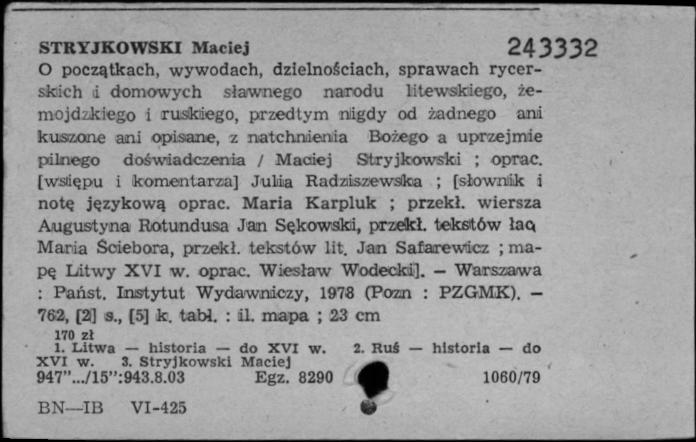 STRYJKOWSKI Maciej 243332
O początkach, wywodach, dzielnościach, sprawach rycer-
skich i domowych sławnego narodu litewskiego, że-
mojdzkiego i ruskiego, przedtym nigdy od żadnego ani
kuszone ani opisane, z natchnienia Bożego a uprzejmie
pilnego doświadczenia / Maciej Stryjkowski ; oprac.
[wstępu i komentarza] Julia Radziszewska ; [słownik i
notę językową oprac. Maria Karpluk ; przekł. wiersza
Augustyna Rotundusa Jan Sękowski, przekł. tekstów łac.
Maria Ściebora, przekł. tekstów lit. Jan Safarewicz ; ma-
pę Litwy XVI w. oprac. Wiesław Wodecki]. — Warszawa
: Państ. Instytut Wydawniczy, 1978 (Pozn : PZGMK). —
762, [2] s., [5] k. tabl. : il. mapa ; 23 cm
170 zł
1. Litwa — historia — do XVI w. 2. Ruś — historia — do
XVI w. 3. Stryjkowski Maciej
947".../15":943.8.03 Egz. 8290 1060/79
BN—IB VI-425